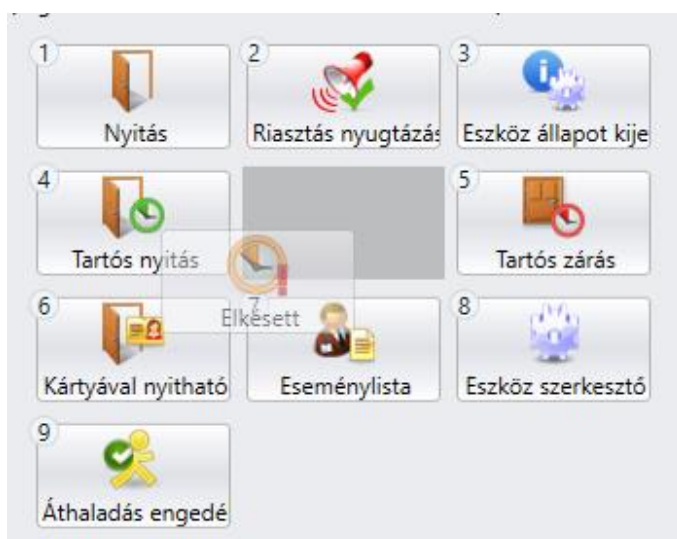 1
Nyitás
2
Riasztás nyugtázás
3
Eszköz állapot kije
4
Tartós nyitás
5
Tartós zárás
Elkésett
6
Kártyával nyitható
7
Eseménylista
8
Eszköz szerkesztő
9
Áthaladás engedé